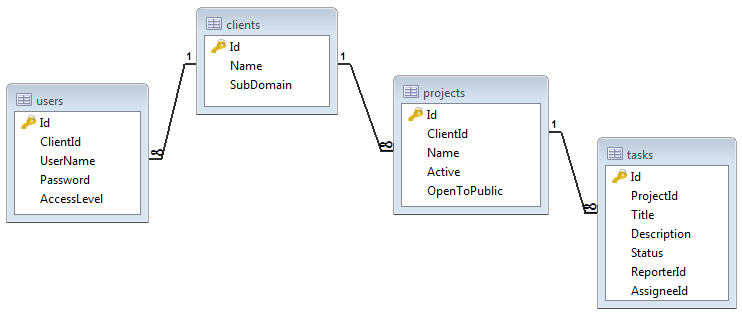 clients
Id
Name
SubDomain
users
Id
ClientId
UserName
Password
AccessLevel
projects
Id
ClientId
Name
Active
OpenToPublic
tasks
Id
ProjectId
Title
Description
Status
ReporterId
AssigneeId
1
∞
1
∞
1
∞